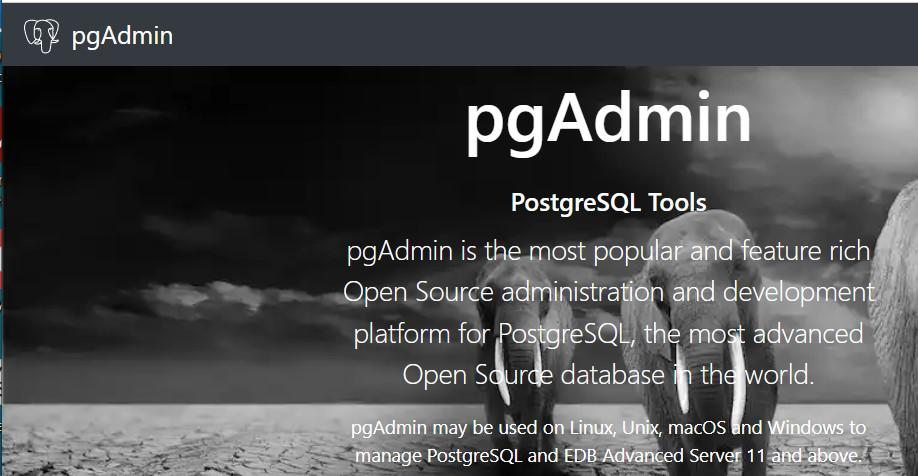 pgAdmin
pgAdmin
PostgreSQL Tools
pgAdmin is the most popular and feature rich
Open Source administration and development
platform for PostgreSQL, the most advanced
Open Source database in the world.
pgAdmin may be used on Linux, Unix, macOS and Windows to
manage PostgreSQL and EDB Advanced Server 11 and above.